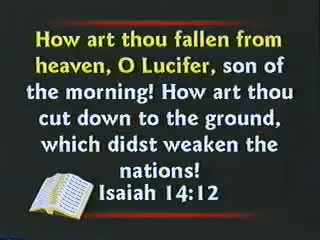 How art thou fallen from
heaven, O Lucifer, son of
the morning! How art thou
cut down to the ground,
which didst weaken the
nations!
Isaiah 14:12